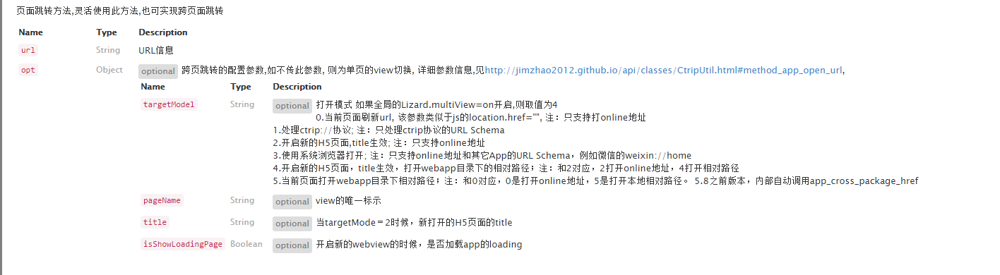 页面跳转方法,灵活使用此方法,也可实现跨页面跳转
Name Type Description
url String URL信息
opt Object optional 跨页跳转的配置参数,如不传此参数, 则为单页的view切换, 详细参数信息,见http://jimzhao2012.github.io/api/classes/CtripUtil.html#method_app_open_url,
Name Type Description
targetModel String optional 打开模式 如果全局的Lizard.multiView=on开启,则取值为4
0.当前页面刷新url, 该参数类似于js的location.href="", 注：只支持打online地址
1.处理ctrip://协议; 注：只处理ctrip协议的URL Schema
2.开启新的H5页面,title生效; 注：只支持online地址
3.使用系统浏览器打开; 注：只支持online地址和其它App的URL Schema，例如微信的weixin://home
4.开启新的H5页面，title生效，打开webapp目录下的相对路径；注：和2对应，2打开online地址，4打开相对路径
5.当前页面打开webapp目录下相对路径；注：和0对应，0是打开online地址，5是打开本地相对路径。 5.8之前版本，内部自动调用app_cross_package_href
pageName String optional view的唯一标示
title String optional 当targetMode＝2时候，新打开的H5页面的title
isShowLoadingPage Boolean optional 开启新的webview的时候，是否加载app的loading